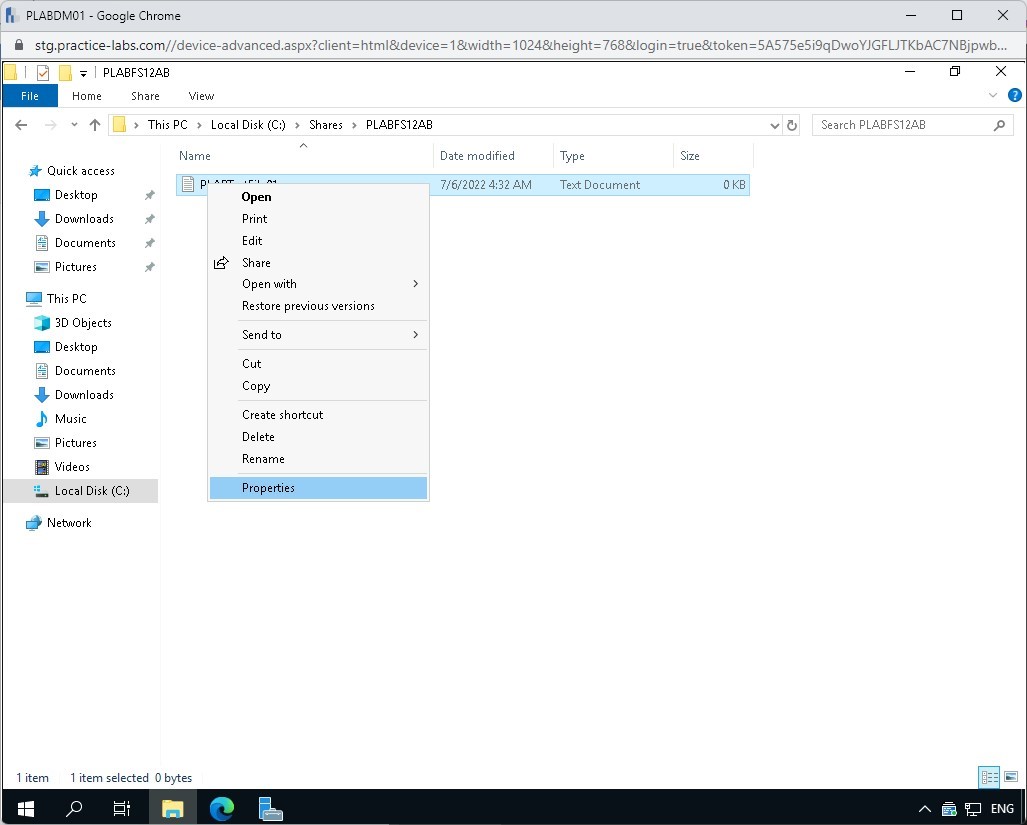 PLABDM01 - Google Chrome
stg.practice-labs.com//device-advanced.aspx?client=html&device=1&width=1024&height=768&login=true&token=5A575e5i9qDwoYJGFLJTKbAC7NBjpwb...
PLABFS12AB
File Home Share View
This PC > Local Disk (C:) > Shares > PLABFS12AB
Search PLABFS12AB
Name Date modified Type Size
7/6/2022 4:32 AM Text Document 0 KB
Quick access
Desktop
Downloads
Documents
Pictures
This PC
3D Objects
Desktop
Documents
Downloads
Music
Pictures
Videos
Local Disk (C:)
Network
Open
Print
Edit
Share
Open with
Restore previous versions
Send to
Cut
Copy
Create shortcut
Delete
Rename
Properties
1 item 1 item selected 0 bytes
ENG